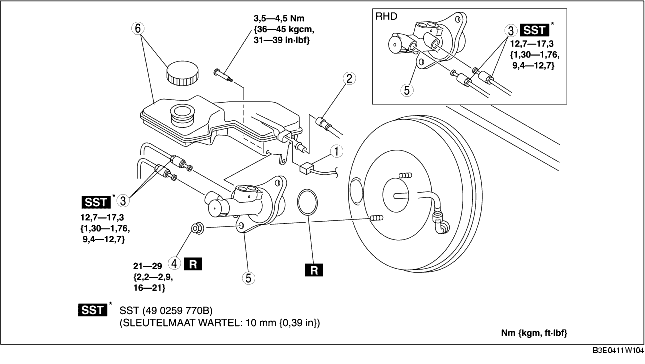 RHD
3 SST *
12,7—17,3
{1,30—1,76,
9,4—12,7}
5
6
3,5—4,5 Nm
{36—45 kgcm,
31—39 in·lbf}
2
1
SST * 3
12,7—17,3
{1,30—1,76,
9,4—12,7}
4 R
21—29
{2,2—2,9,
16—21}
5
R
SST * SST (49 0259 770B)
(SLEUTELMAAT WARTEL: 10 mm {0,39 in})
Nm {kgm, ft·lbf}
B3E0411W104